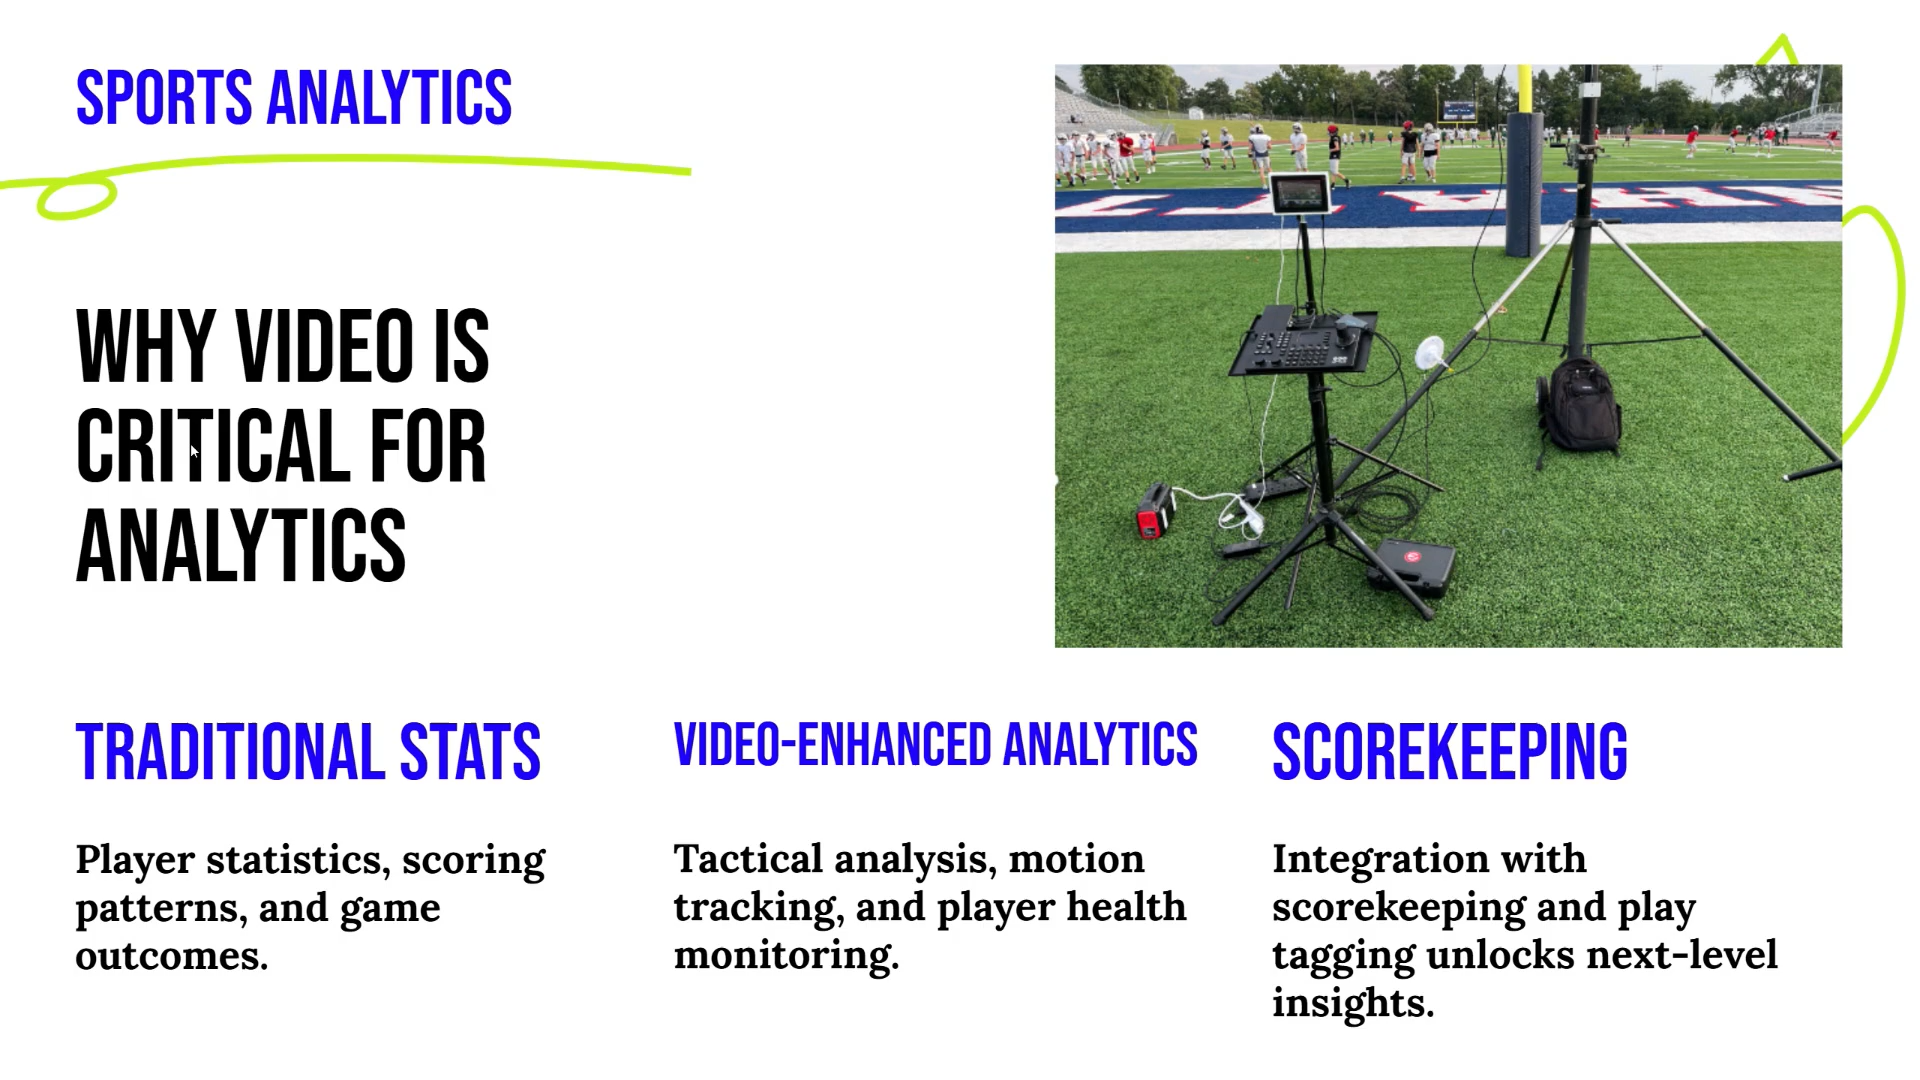 SPORTS ANALYTICS
WHY VIDEO IS
CRITICAL FOR
ANALYTICS
TRADITIONAL STATS
Player statistics, scoring
patterns, and game
outcomes.
VIDEO-ENHANCED ANALYTICS
Tactical analysis, motion
tracking, and player health
monitoring.
SCOREKEEPING
Integration with
scorekeeping and play
tagging unlocks next-level
insights.